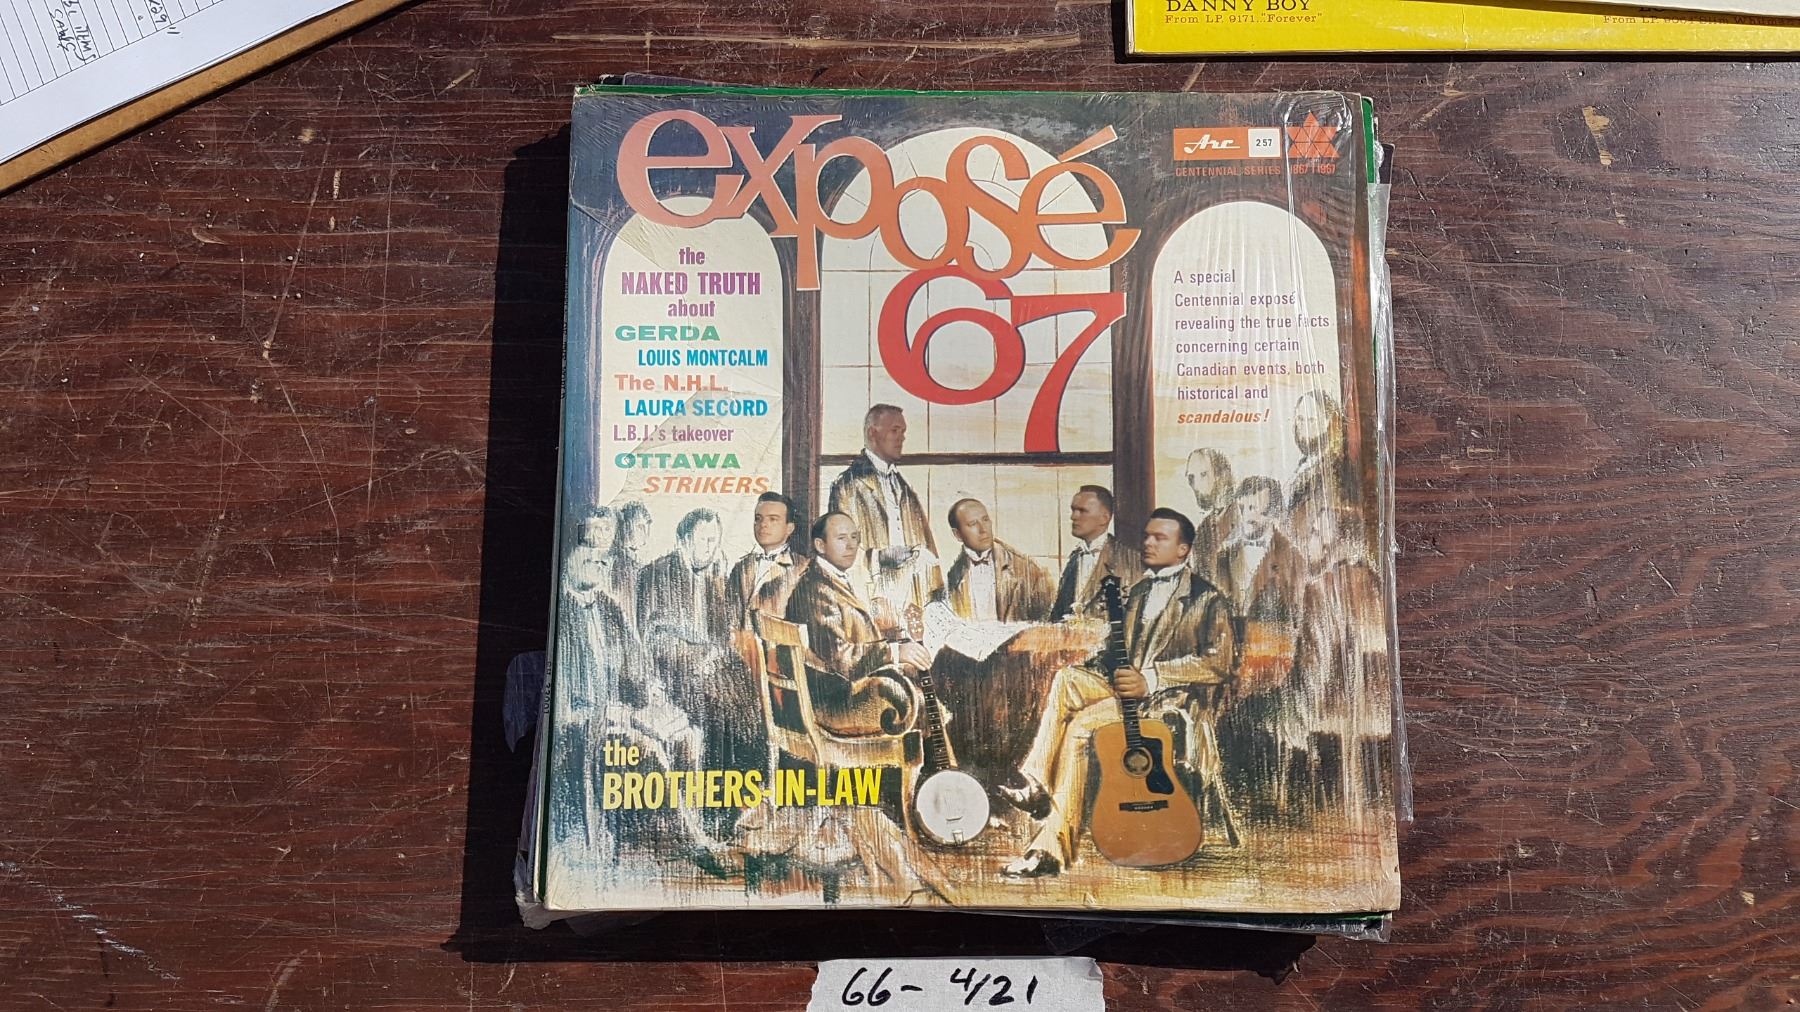 DANNY BOY
From LP. 9171..."Forever"
exposé
67
Arc 257
CENTENNIAL SERIES 1867 1967
the
NAKED TRUTH
about
GERDA
LOUIS MONTCALM
The N.H.L.
LAURA SECORD
L.B.J.'s takeover
OTTAWA
STRIKERS
A special
Centennial exposé
revealing the true facts
concerning certain
Canadian events, both
historical and
scandalous!
the
BROTHERS-IN-LAW
66- 4/21